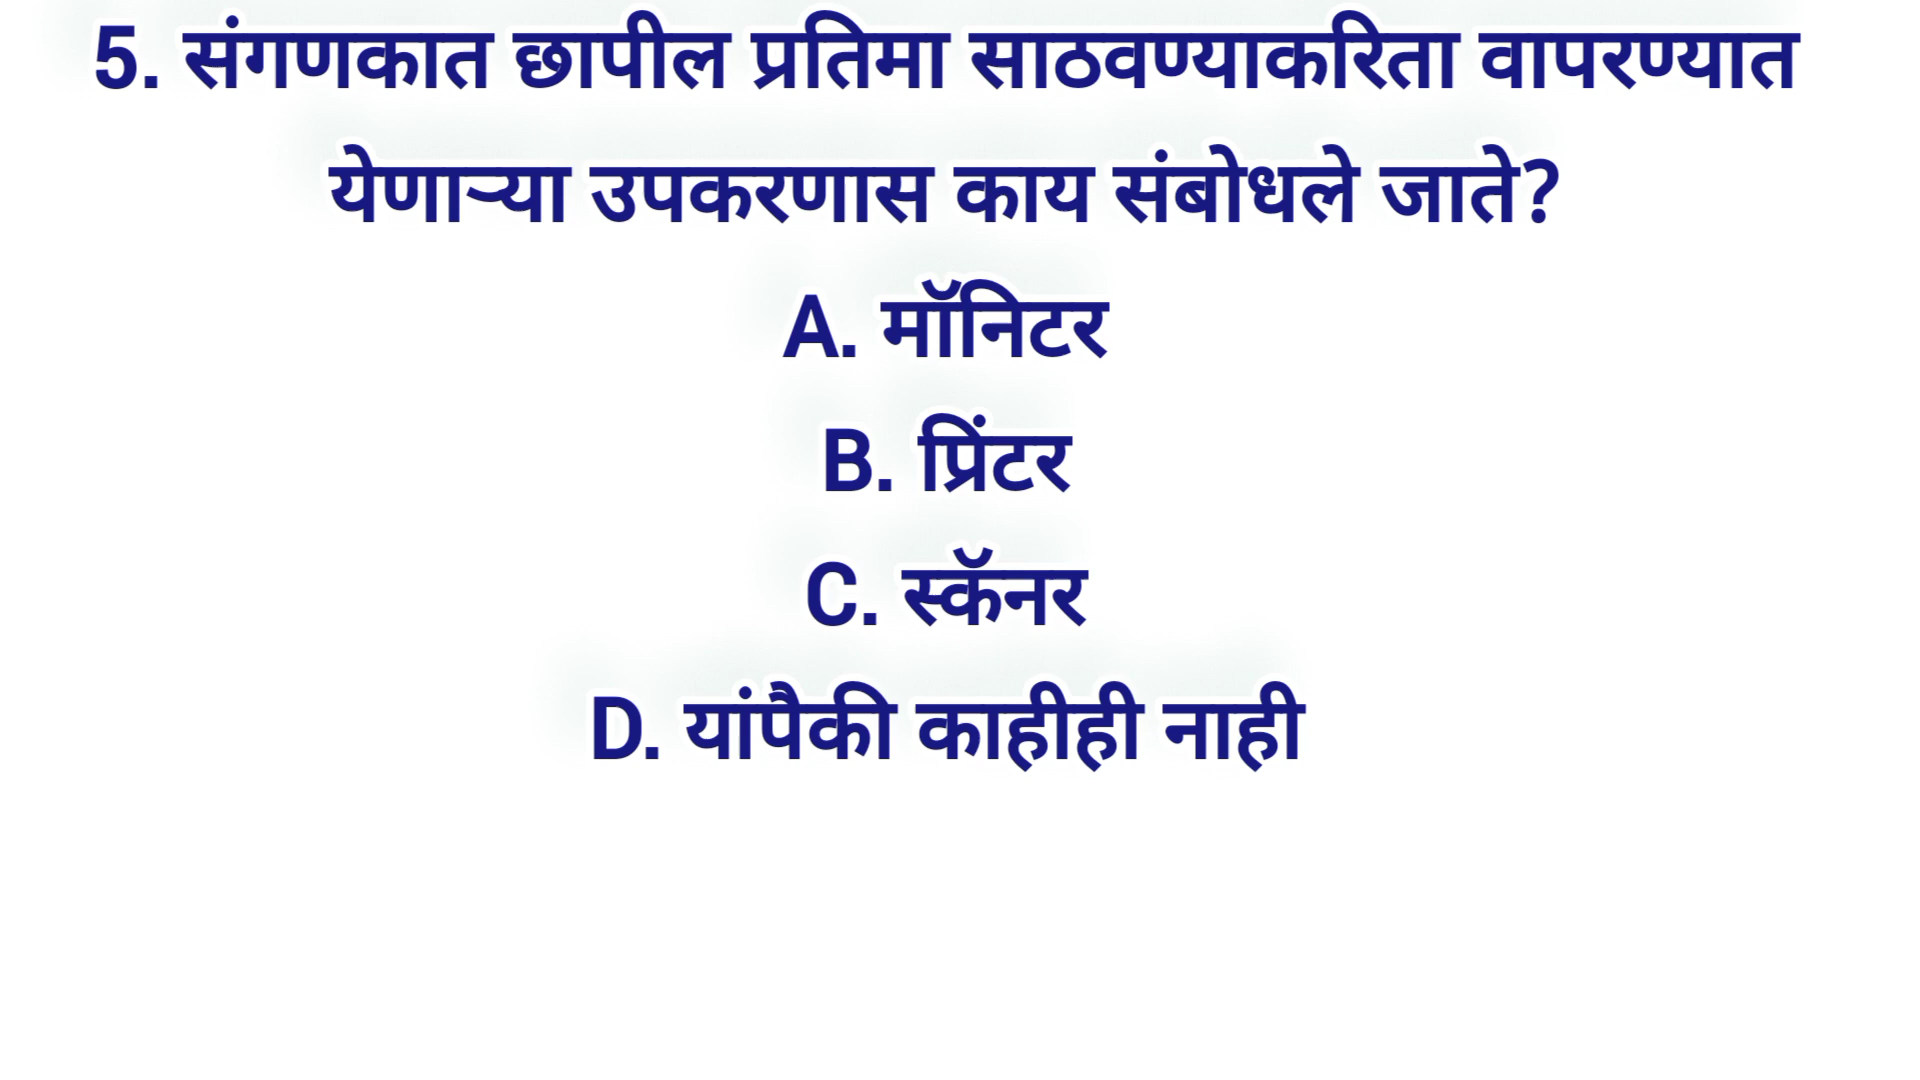 5. संगणकात छापील प्रतिमा साठवण्याकरिता वापरण्यात
येणाऱ्या उपकरणास काय संबोधले जाते?
A. मॉनिटर
B. प्रिंटर
C. स्कॅनर
D. यांपैकी काहीही नाही